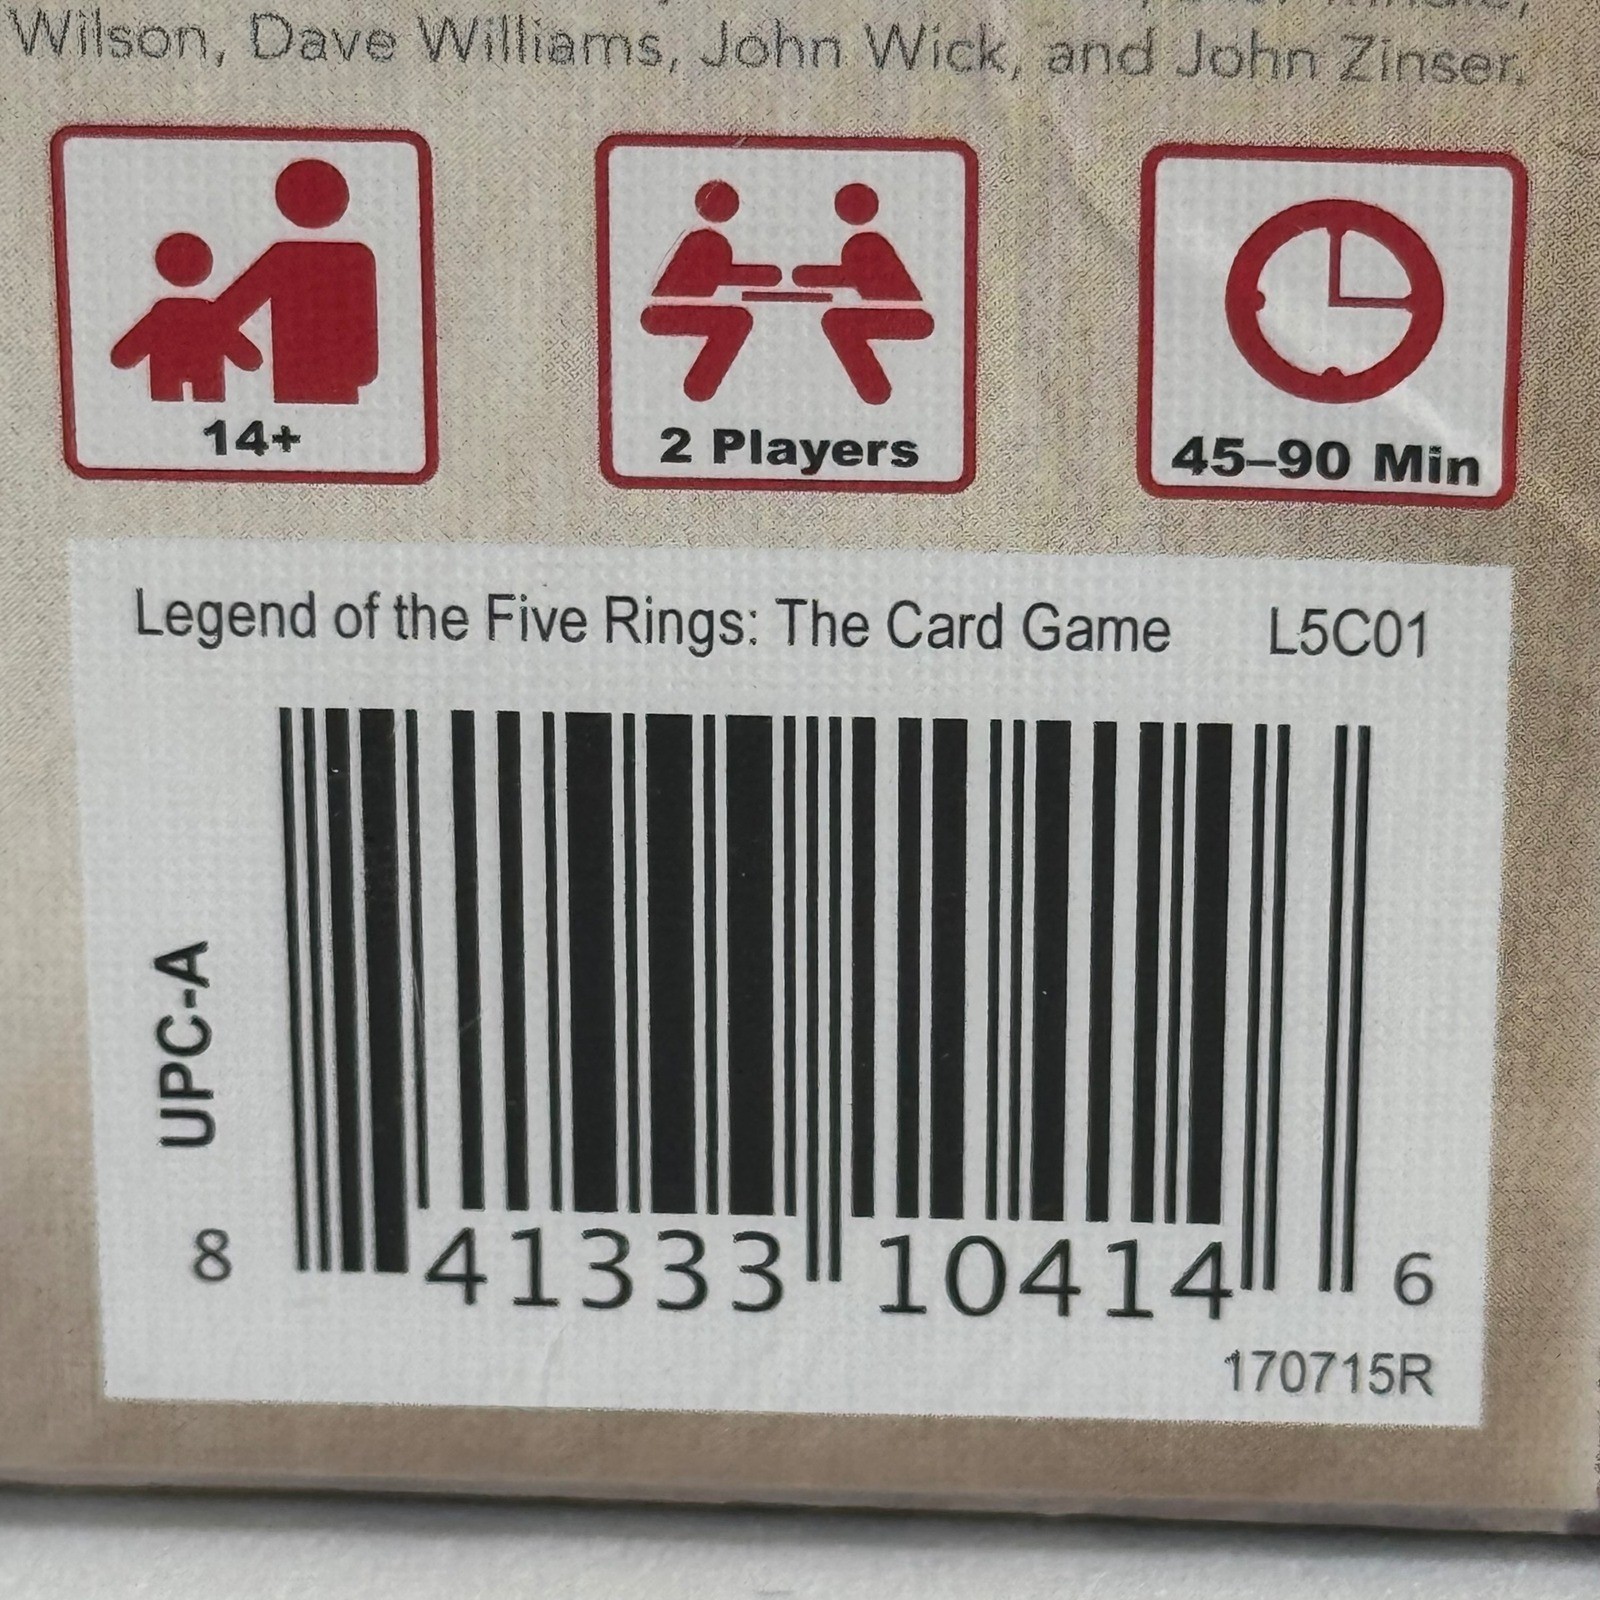 Wilson, Dave Williams, John Wick, and John Zinser.
14+
2 Players
45–90 Min
Legend of the Five Rings: The Card Game L5C01
UPC-A
8 41333 10414 6
170715R